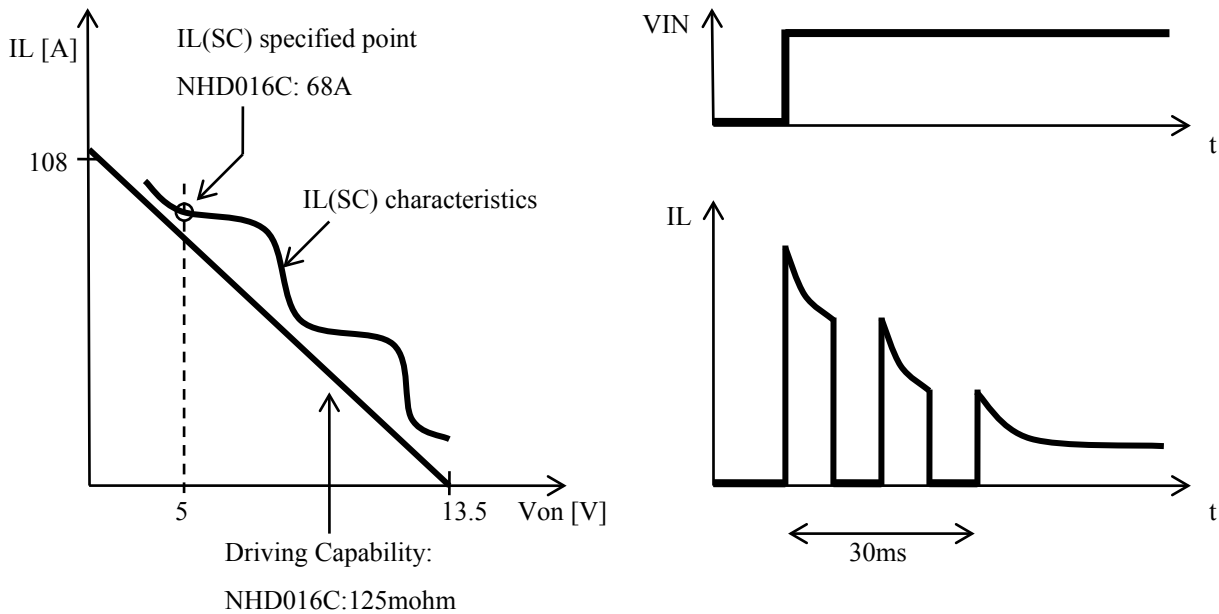 IL [A]
IL(SC) specified point
NHD016C: 68A
108
IL(SC) characteristics
5
13.5
Von [V]
Driving Capability:
NHD016C:125mohm
VIN
t
IL
t
30ms